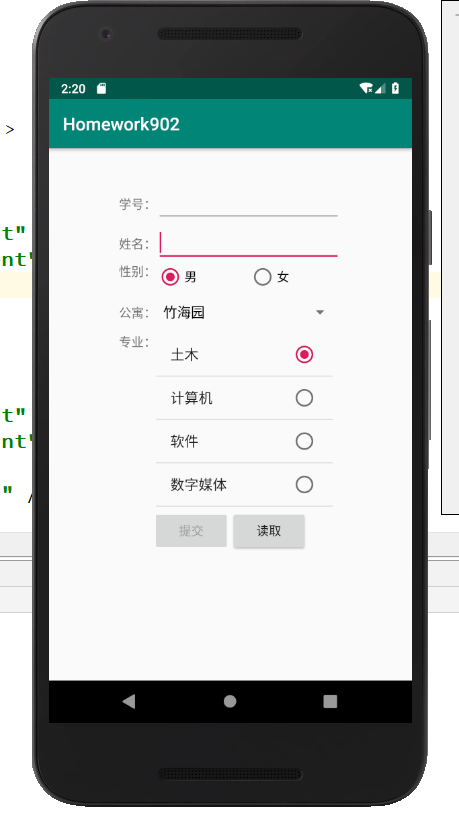 2:20
Homework902
>
学号:
t"
姓名:
nt"
性别: 男 女
公寓: 竹海园
专业:
土木
计算机
t"
软件
nt"
数字媒体
" /
提交 读取